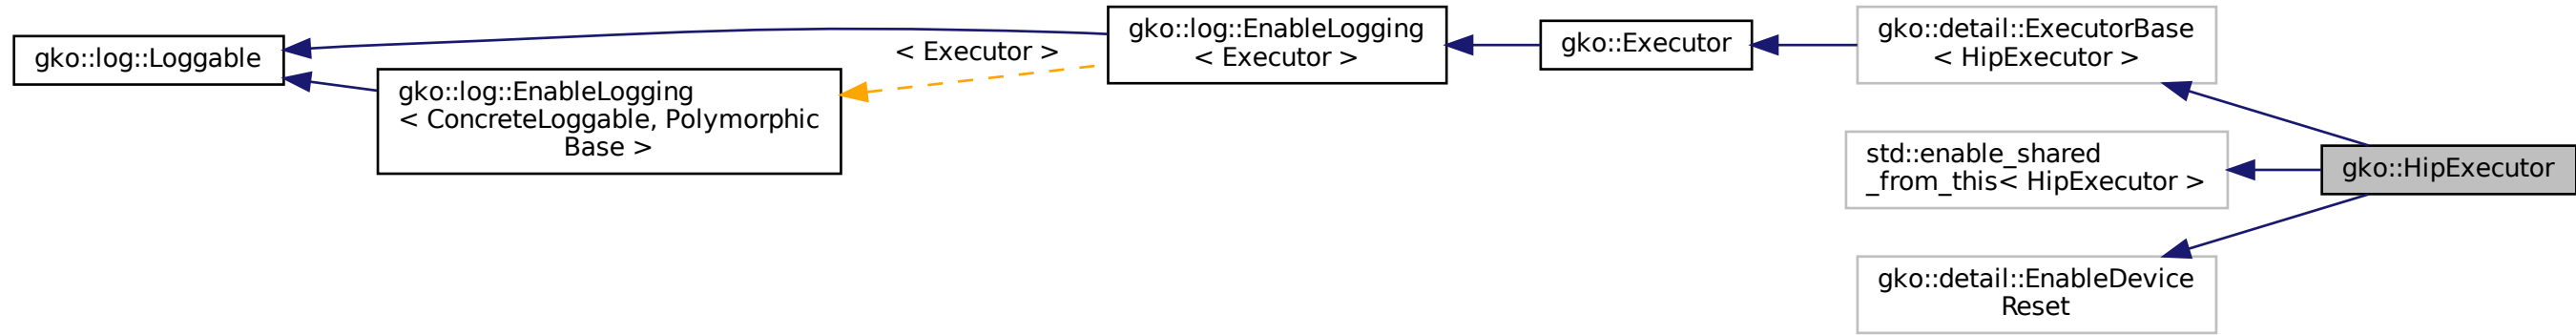 gko::log::Loggable
gko::log::EnableLogging
< ConcreteLoggable, Polymorphic
Base >
< Executor >
gko::log::EnableLogging
< Executor >
gko::Executor
gko::detail::ExecutorBase
< HipExecutor >
std::enable_shared
_from_this< HipExecutor >
gko::detail::EnableDevice
Reset
gko::HipExecutor